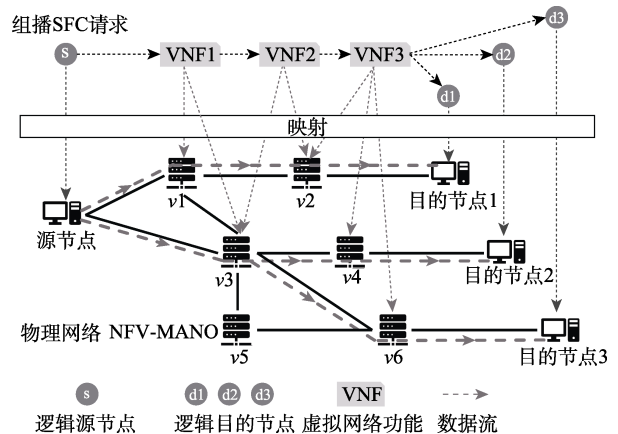 组播SFC请求
s
VNF1
VNF2
VNF3
d1
d2
d3
映射
v1
v2
目的节点1
源节点
v3
v4
目的节点2
物理网络 NFV-MANO
v5
v6
目的节点3
s
d1 d2 d3
VNF
逻辑源节点
逻辑目的节点
虚拟网络功能
数据流